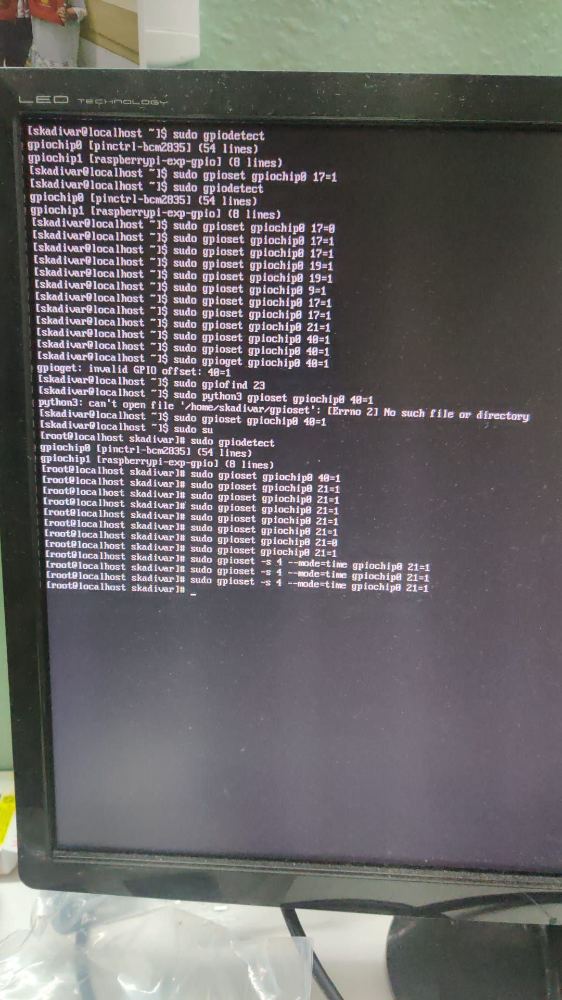 LED TECHNOLOGY
[skadivar@localhost ~]$ sudo gpiodetect
gpiochip0 [pinctrl-bcm2835] (54 lines)
gpiochip1 [raspberrypi-exp-gpio] (8 lines)
[skadivar@localhost ~]$ sudo gpioset gpiochip0 17=1
[skadivar@localhost ~]$ sudo gpiodetect
gpiochip0 [pinctrl-bcm2835] (54 lines)
gpiochip1 [raspberrypi-exp-gpio] (8 lines)
[skadivar@localhost ~]$ sudo gpioset gpiochip0 17=0
[skadivar@localhost ~]$ sudo gpioset gpiochip0 17=1
[skadivar@localhost ~]$ sudo gpioset gpiochip0 17=1
[skadivar@localhost ~]$ sudo gpioset gpiochip0 19=1
[skadivar@localhost ~]$ sudo gpioset gpiochip0 19=1
[skadivar@localhost ~]$ sudo gpioset gpiochip0 9=1
[skadivar@localhost ~]$ sudo gpioset gpiochip0 17=1
[skadivar@localhost ~]$ sudo gpioset gpiochip0 17=1
[skadivar@localhost ~]$ sudo gpioset gpiochip0 21=1
[skadivar@localhost ~]$ sudo gpioset gpiochip0 40=1
[skadivar@localhost ~]$ sudo gpioset gpiochip0 40=1
[skadivar@localhost ~]$ sudo gpioget gpiochip0 40=1
gpioget: invalid GPIO offset: 40=1
[skadivar@localhost ~]$ sudo gpiofind 23
[skadivar@localhost ~]$ sudo python3 gpioset gpiochip0 40=1
python3: can't open file '/home/skadivar/gpioset': [Errno 2] No such file or directory
[skadivar@localhost ~]$ sudo gpioset gpiochip0 40=1
[skadivar@localhost ~]$ sudo su
[root@localhost skadivar]# sudo gpiodetect
gpiochip0 [pinctrl-bcm2835] (54 lines)
gpiochip1 [raspberrypi-exp-gpio] (8 lines)
[root@localhost skadivar]# sudo gpioset gpiochip0 40=1
[root@localhost skadivar]# sudo gpioset gpiochip0 21=1
[root@localhost skadivar]# sudo gpioset gpiochip0 21=1
[root@localhost skadivar]# sudo gpioset gpiochip0 21=1
[root@localhost skadivar]# sudo gpioset gpiochip0 21=1
[root@localhost skadivar]# sudo gpioset gpiochip0 21=1
[root@localhost skadivar]# sudo gpioset gpiochip0 21=0
[root@localhost skadivar]# sudo gpioset gpiochip0 21=1
[root@localhost skadivar]# sudo gpioset -s 4 --mode=time gpiochip0 21=1
[root@localhost skadivar]# sudo gpioset -s 4 --mode=time gpiochip0 21=1
[root@localhost skadivar]# sudo gpioset -s 4 --mode=time gpiochip0 21=1
[root@localhost skadivar]# _